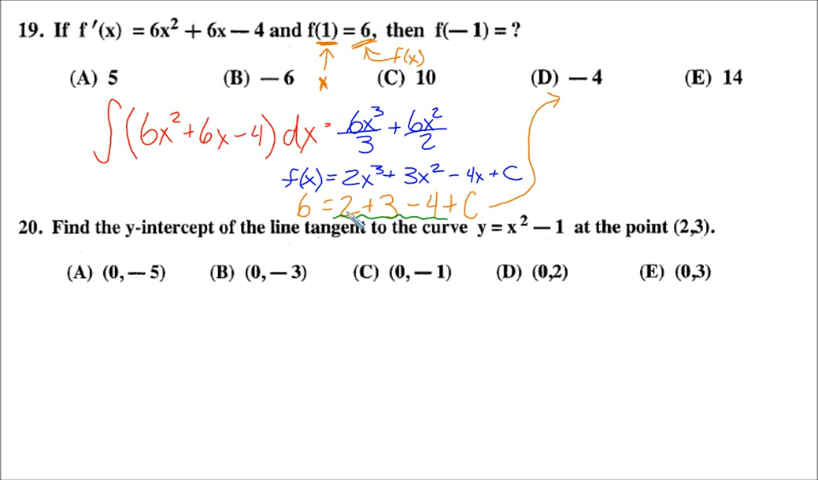 19. If f '(x) = 6x² + 6x – 4 and f(1) = 6, then f(– 1) = ?
← f(x)
(A) 5 (B) – 6 (C) 10 (D) – 4 (E) 14
↑
x
∫(6x²+6x-4) dx = 6x³/3 + 6x²/2
f(x) = 2x³ + 3x² - 4x + C
6 = 2 + 3 - 4 + C
20. Find the y-intercept of the line tangent to the curve y = x² – 1 at the point (2,3).
(A) (0, – 5) (B) (0, – 3) (C) (0, – 1) (D) (0,2) (E) (0,3)